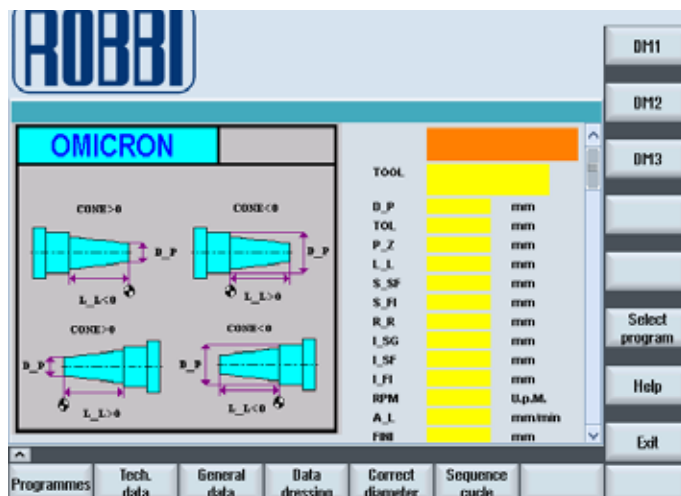 ROBBI
DM1
DM2
DM3
Select
program
Help
Exit
OMICRON
CONE>0
CONE<0
D_P
D_P
L_L<0
L_L>0
CONE>0
CONE<0
D_P
D_P
L_L>0
L_L<0
TOOL
D_P mm
TOL mm
P_Z mm
L_L mm
S_SF mm
S_FI mm
R_R mm
I_SG mm
I_SF mm
I_FI mm
RPM U.p.M.
A_L mm/min
FINI mm
Programmes
Tech.
data
General
data
Data
dressing
Correct
diameter
Sequence
cycle